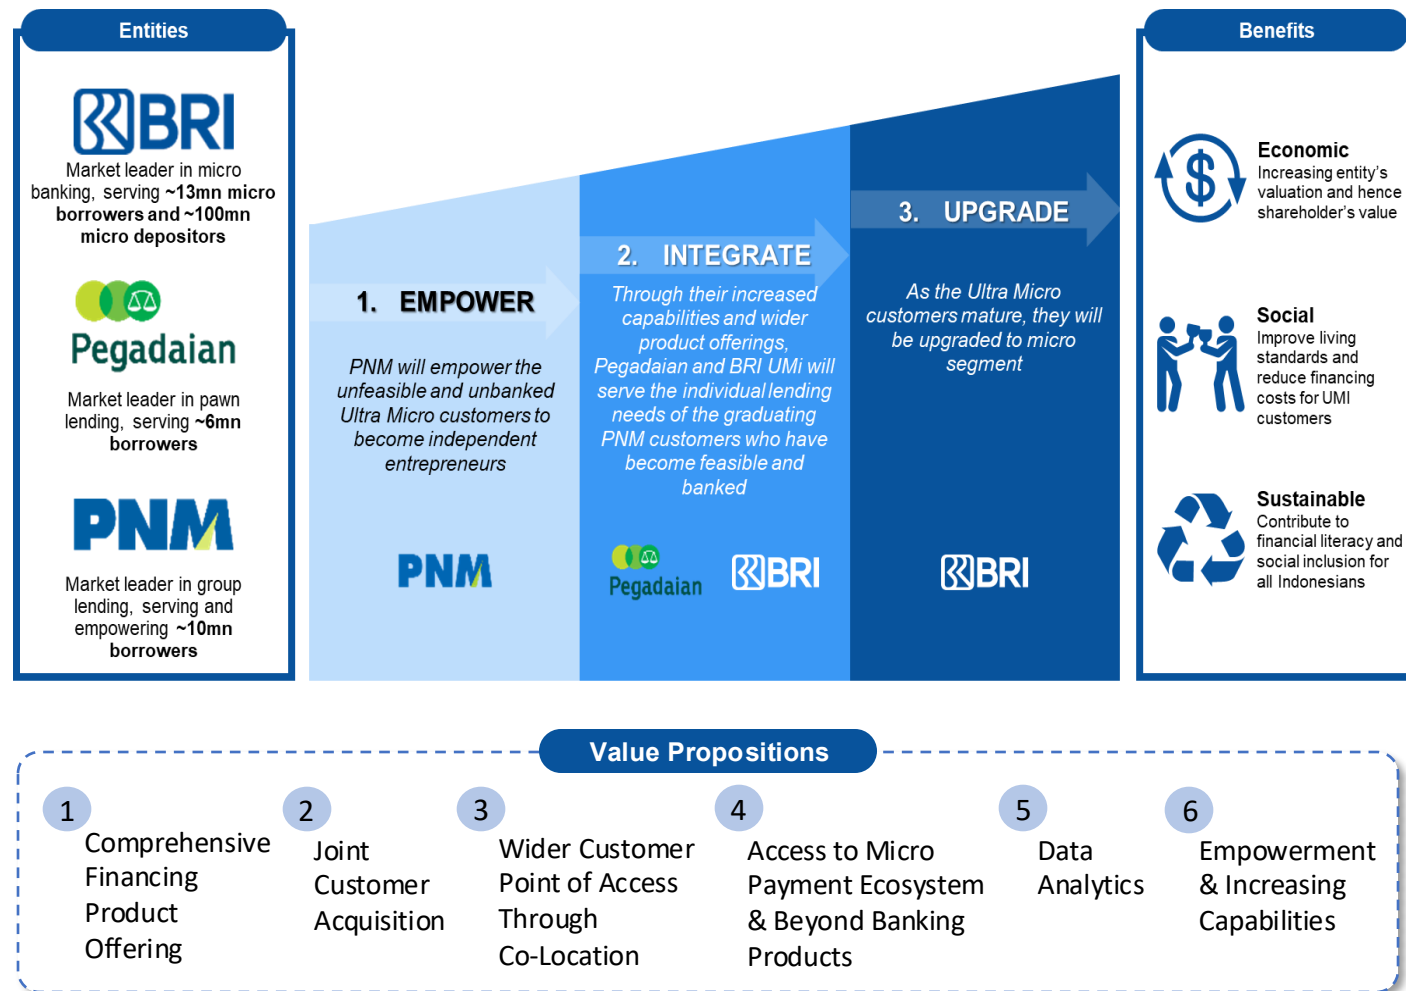 Entities
BRI
Market leader in micro
banking, serving ~13mn micro
borrowers and ~100mn
micro depositors
Pegadaian
Market leader in pawn
lending, serving ~6mn
borrowers
PNM
Market leader in group
lending, serving and
empowering ~10mn
borrowers
1. EMPOWER
PNM will empower the
unfeasible and unbanked
Ultra Micro customers to
become independent
entrepreneurs
PNM
2. INTEGRATE
Through their increased
capabilities and wider
product offerings,
Pegadaian and BRI UMi will
serve the individual lending
needs of the graduating
PNM customers who have
become feasible and
banked
Pegadaian
BRI
3. UPGRADE
As the Ultra Micro
customers mature, they will
be upgraded to micro
segment
BRI
Benefits
$
Economic
Increasing entity's
valuation and hence
shareholder's value
Social
Improve living
standards and
reduce financing
costs for UMI
customers
Sustainable
Contribute to
financial literacy and
social inclusion for
all Indonesians
Value Propositions
1
Comprehensive
Financing
Product
Offering
2
Joint
Customer
Acquisition
3
Wider Customer
Point of Access
Through
Co-Location
4
Access to Micro
Payment Ecosystem
& Beyond Banking
Products
5
Data
Analytics
6
Empowerment
& Increasing
Capabilities